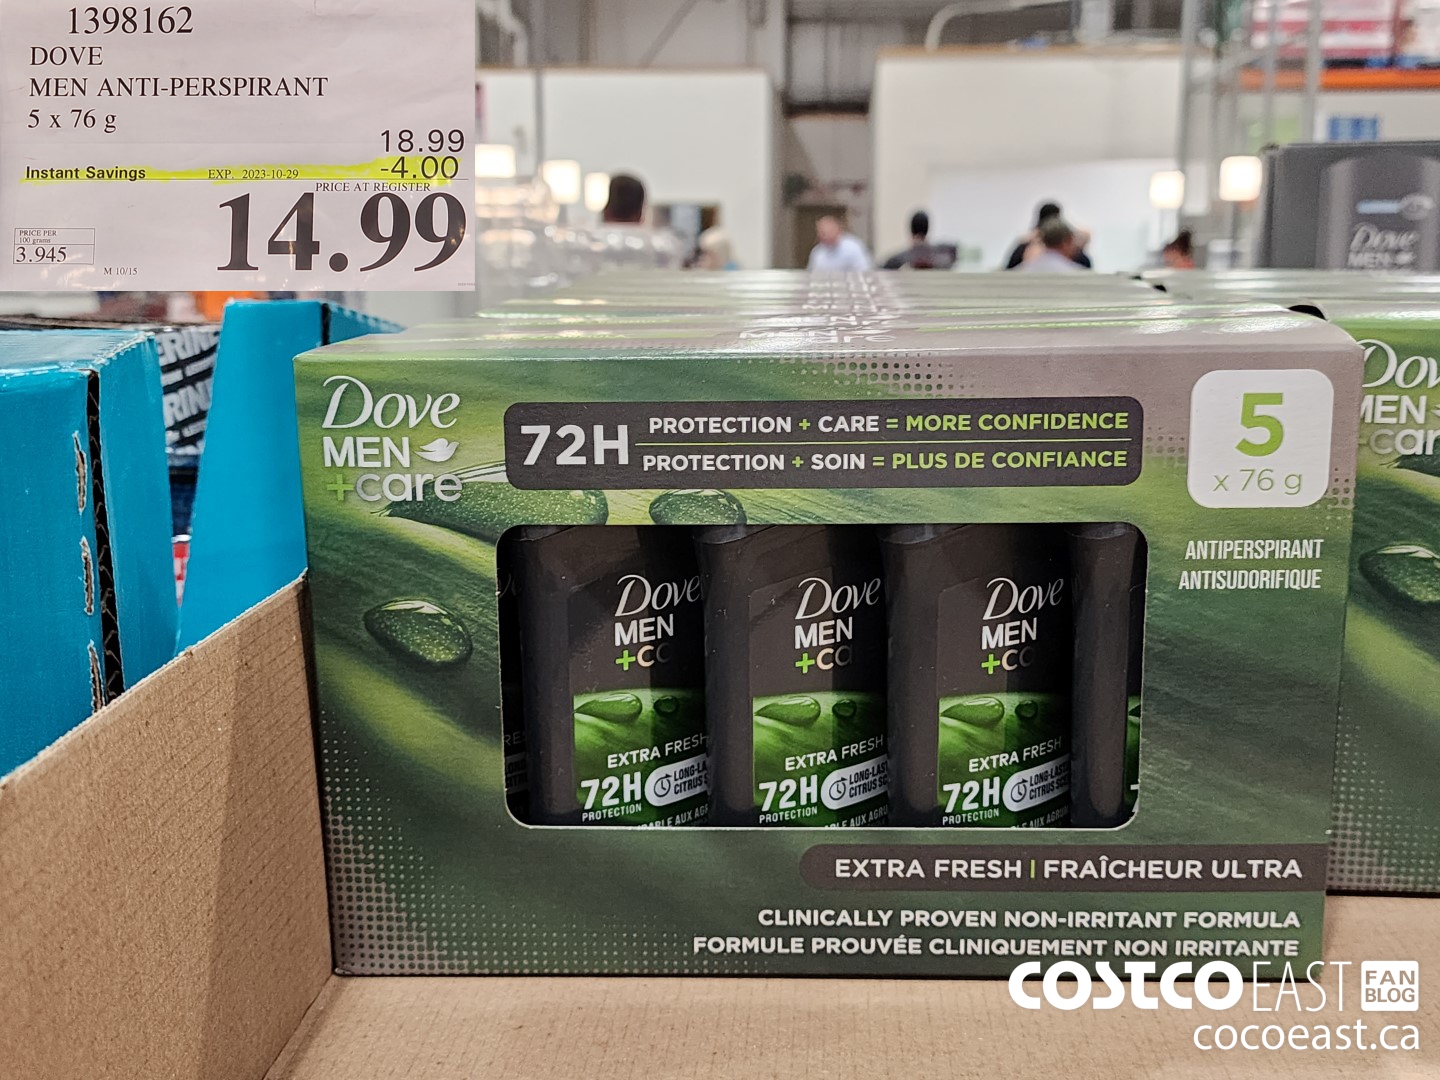 1398162
DOVE
MEN ANTI-PERSPIRANT
5 x 76 g
18.99
Instant Savings EXP. 2023-10-29 -4.00
PRICE AT REGISTER
14.99
PRICE PER
100 grams
3.945
M 10/15
Dove
MEN
+care
72H
PROTECTION + CARE = MORE CONFIDENCE
PROTECTION + SOIN = PLUS DE CONFIANCE
5
x 76 g
ANTIPERSPIRANT
ANTISUDORIFIQUE
Dove
MEN
+C
EXTRA FRESH
72H
PROTECTION
Dove
MEN
+C
EXTRA FRESH
72H
PROTECTION
Dove
MEN
+C
EXTRA FRESH
72H
PROTECTION
EXTRA FRESH | FRAÎCHEUR ULTRA
CLINICALLY PROVEN NON-IRRITANT FORMULA
FORMULE PROUVÉE CLINIQUEMENT NON IRRITANTE
Dove
MEN
COSTCO EAST FAN BLOG
cocoeast.ca